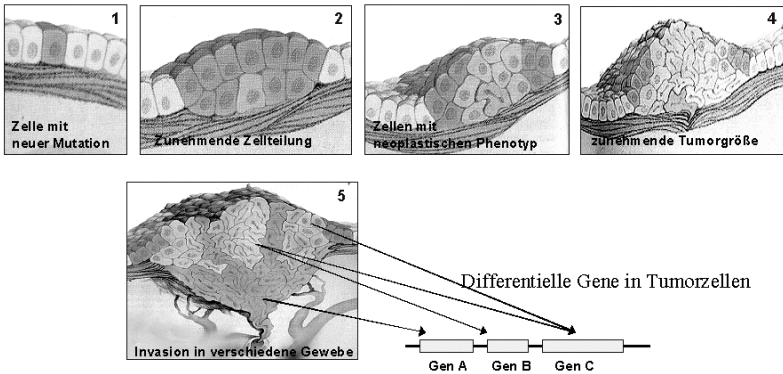 1
Zelle mit
neuer Mutation
2
Zunehmende Zellteilung
3
Zellen mit
neoplastischen Phenotyp
4
zunehmende Tumorgröße
5
Invasion in verschiedene Gewebe
Differentielle Gene in Tumorzellen
Gen A Gen B Gen C